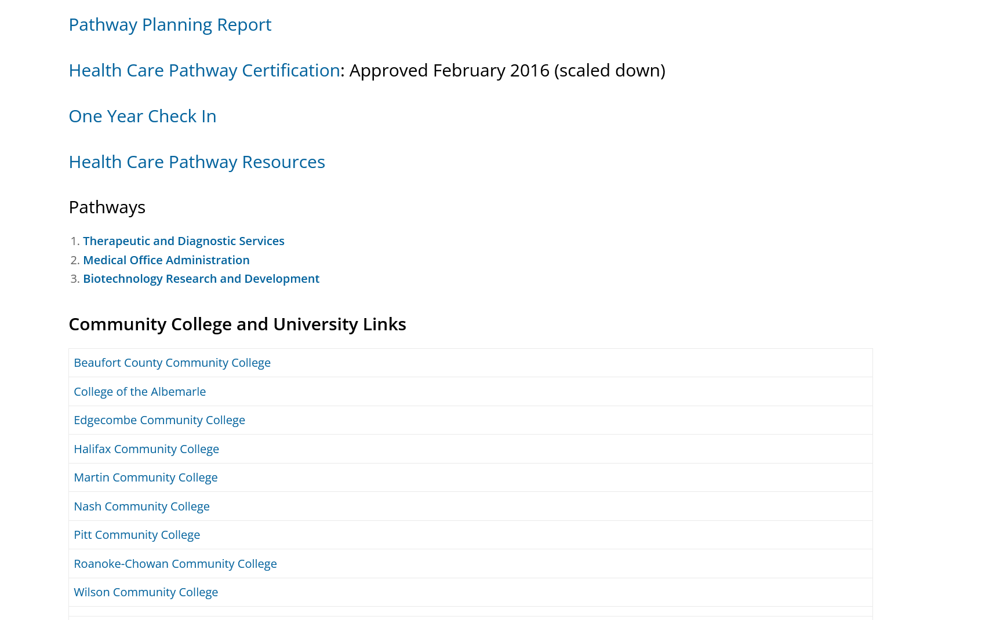 Pathway Planning Report
Health Care Pathway Certification: Approved February 2016 (scaled down)
One Year Check In
Health Care Pathway Resources
Pathways
1. Therapeutic and Diagnostic Services
2. Medical Office Administration
3. Biotechnology Research and Development
Community College and University Links
Beaufort County Community College
College of the Albemarle
Edgecombe Community College
Halifax Community College
Martin Community College
Nash Community College
Pitt Community College
Roanoke-Chowan Community College
Wilson Community College